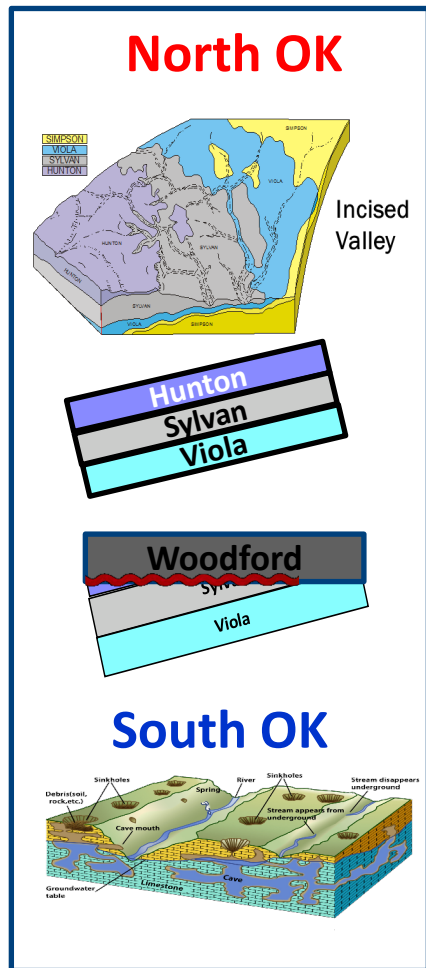 North OK
SIMPSON
VIOLA
SYLVAN
HUNTON
SIMPSON
VIOLA
Incised
Valley
HUNTON
SYLVAN
HUNTON
SYLVAN
VIOLA
SIMPSON
Hunton
Sylvan
Viola
Woodford
Viola
South OK
Sinkholes
Spring
River
Sinkholes
Stream disappears
underground
Debris(soil,
rock,etc.)
Cave mouth
Stream appears from
underground
Groundwater
table
Limestone
Cave